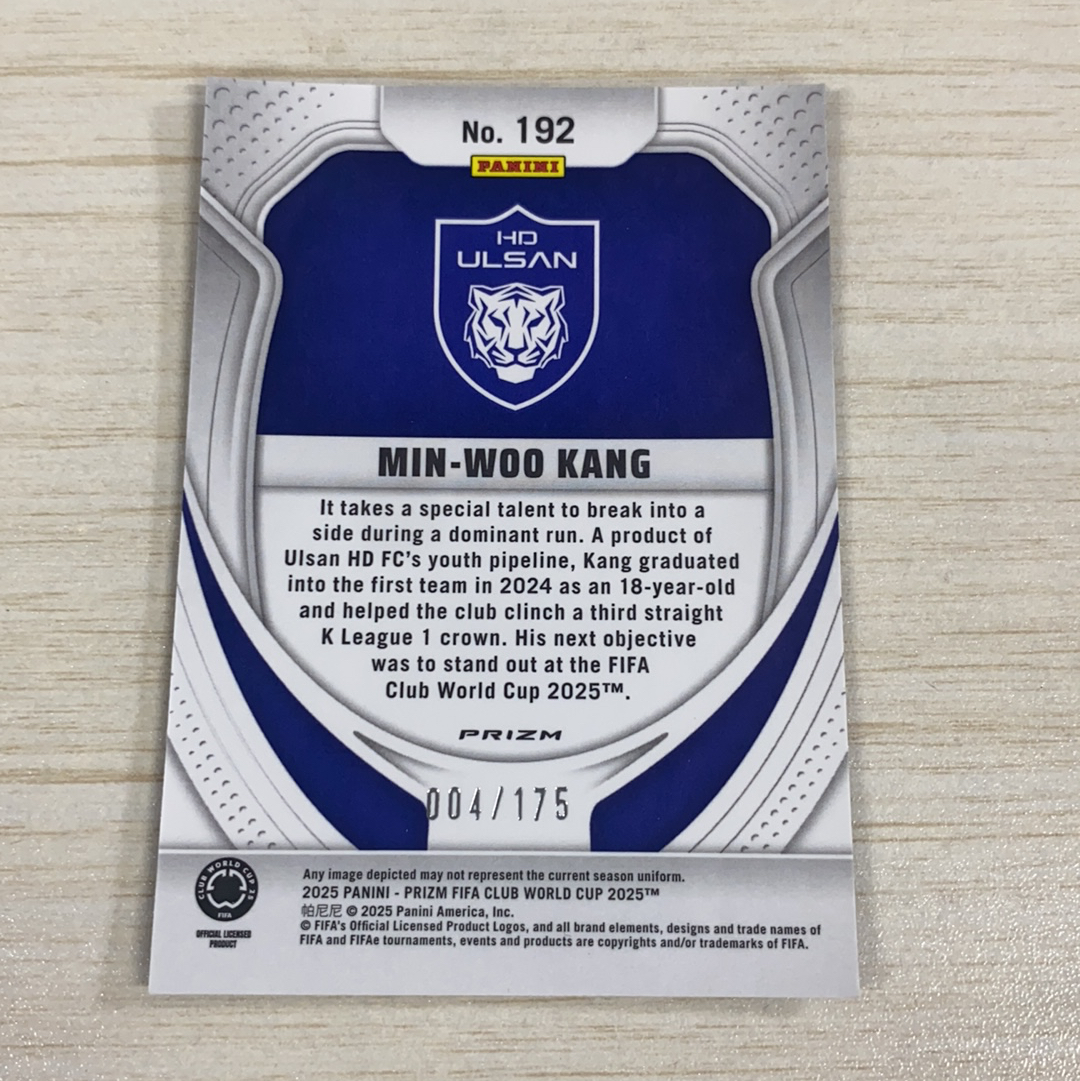 No. 192
PANINI
HD
ULSAN
MIN-WOO KANG
It takes a special talent to break into a
side during a dominant run. A product of
Ulsan HD FC's youth pipeline, Kang graduated
into the first team in 2024 as an 18-year-old
and helped the club clinch a third straight
K League 1 crown. His next objective
was to stand out at the FIFA
Club World Cup 2025™.
PRIZM
004/175
CLUB WORLD CUP 25
FIFA
OFFICIAL LICENSED
PRODUCT
Any image depicted may not represent the current season uniform.
2025 PANINI - PRIZM FIFA CLUB WORLD CUP 2025™
帕尼尼 © 2025 Panini America, Inc.
© FIFA's Official Licensed Product Logos, and all brand elements, designs and trade names of
FIFA and FIFAe tournaments, events and products are copyrights and/or trademarks of FIFA.